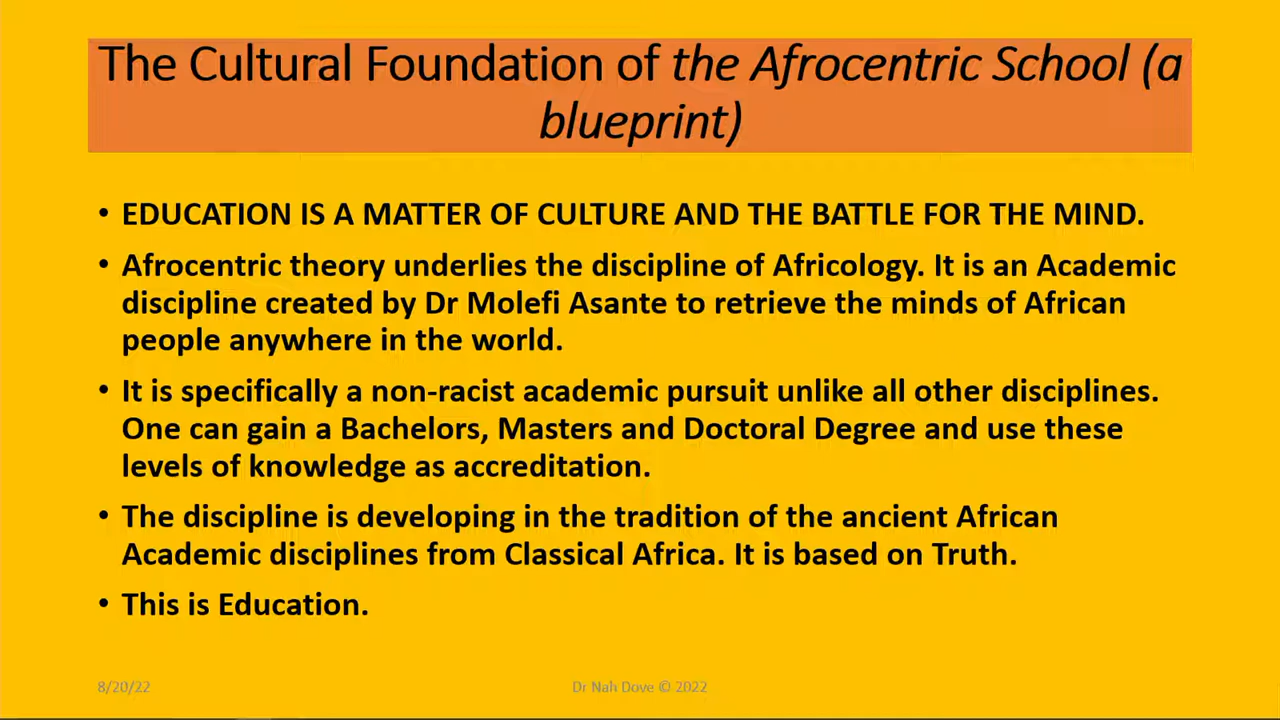 The Cultural Foundation of the Afrocentric School (a
blueprint)
• EDUCATION IS A MATTER OF CULTURE AND THE BATTLE FOR THE MIND.
• Afrocentric theory underlies the discipline of Africology. It is an Academic
discipline created by Dr Molefi Asante to retrieve the minds of African
people anywhere in the world.
• It is specifically a non-racist academic pursuit unlike all other disciplines.
One can gain a Bachelors, Masters and Doctoral Degree and use these
levels of knowledge as accreditation.
• The discipline is developing in the tradition of the ancient African
Academic disciplines from Classical Africa. It is based on Truth.
• This is Education.
8/20/22 Dr Nah Dove © 2022